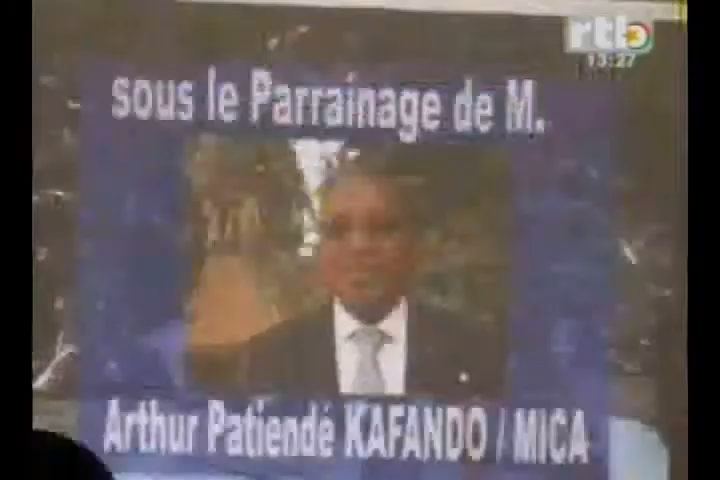 rtb
13:27
sous le Parrainage de M.
Arthur Patiendé KAFANDO / MICA